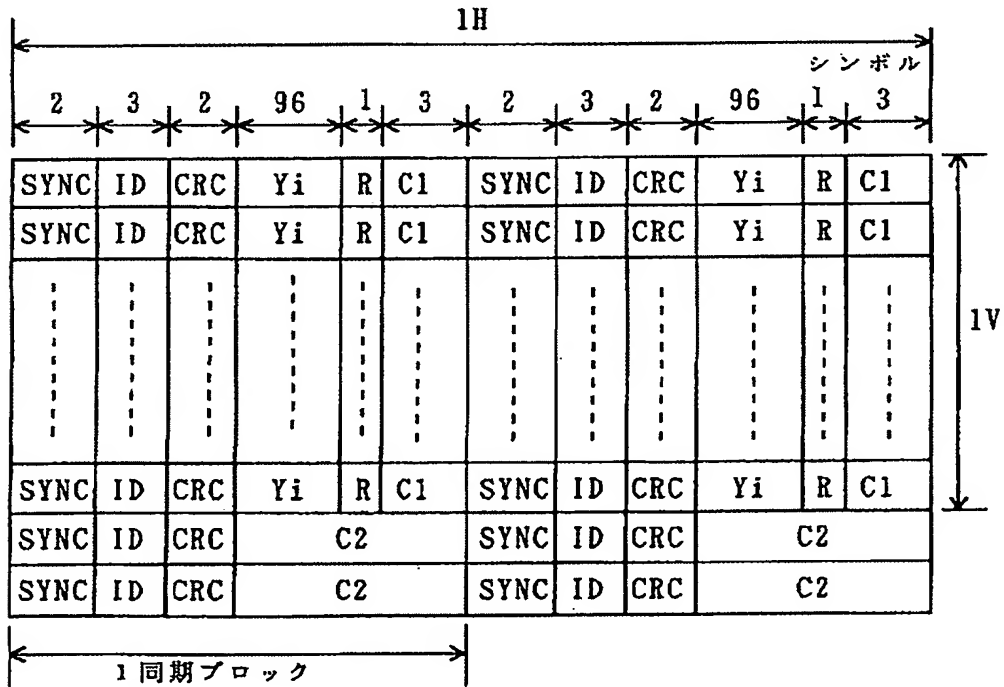 1H
シンボル
2 3 2 96 1 3 2 3 2 96 1 3
SYNC ID CRC Yi R C1 SYNC ID CRC Yi R C1
SYNC ID CRC Yi R C1 SYNC ID CRC Yi R C1
1V
SYNC ID CRC Yi R C1 SYNC ID CRC Yi R C1
SYNC ID CRC C2 SYNC ID CRC C2
SYNC ID CRC C2 SYNC ID CRC C2
1同期ブロック